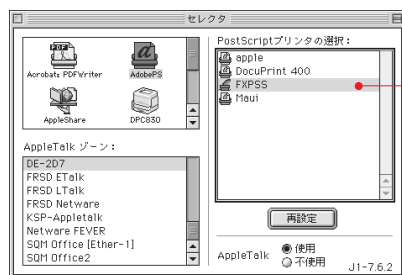 セレクタ
PostScriptプリンタの選択：
PDF
Acrobat™ PDFWriter
AdobePS
AppleShare
DPC830
apple
DocuPrint 400
FXPSS
Maui
AppleTalk ゾーン：
DE-2D7
FRSD ETalk
FRSD LTalk
FRSD Netware
KSP-Appletalk
Netware FEVER
SQM Office [Ether-1]
SQM Office2
再設定
AppleTalk
使用
不使用
J1-7.6.2